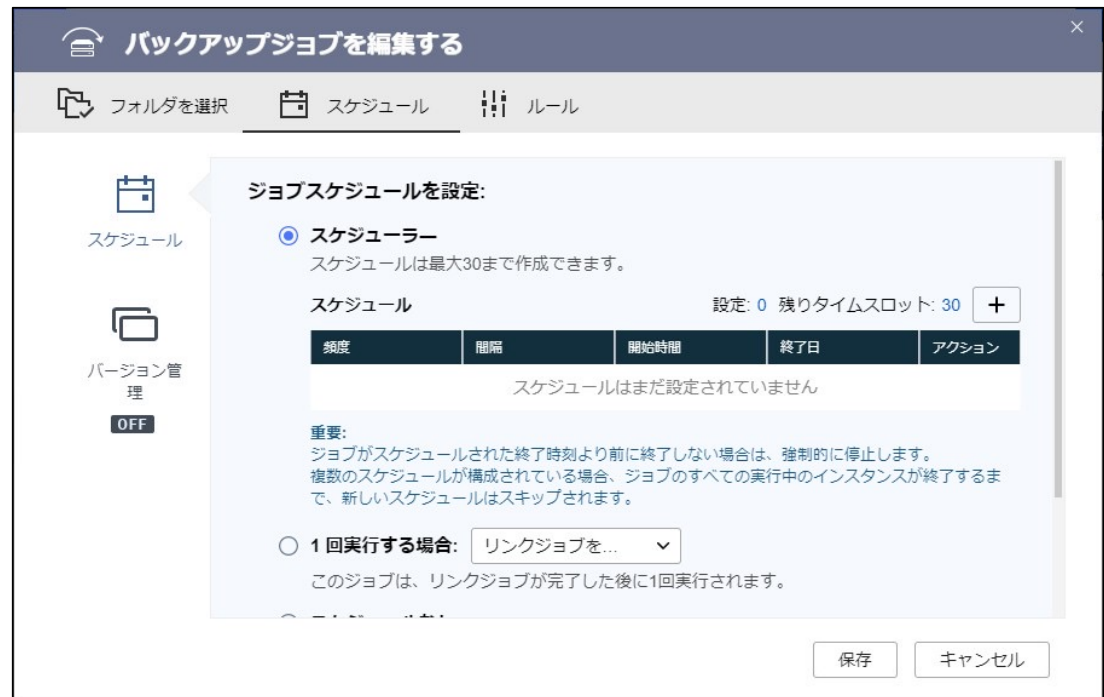 バックアップジョブを編集する
フォルダを選択 スケジュール ルール
スケジュール
バージョン管
理
OFF
ジョブスケジュールを設定:
スケジューラー
スケジュールは最大30まで作成できます。
スケジュール 設定: 0 残りタイムスロット: 30 +
頻度 間隔 開始時間 終了日 アクション
スケジュールはまだ設定されていません
重要:
ジョブがスケジュールされた終了時刻より前に終了しない場合は、強制的に停止します。
複数のスケジュールが構成されている場合、ジョブのすべての実行中のインスタンスが終了するま
で、新しいスケジュールはスキップされます。
1 回実行する場合: リンクジョブを...
このジョブは、リンクジョブが完了した後に1回実行されます。
保存 キャンセル